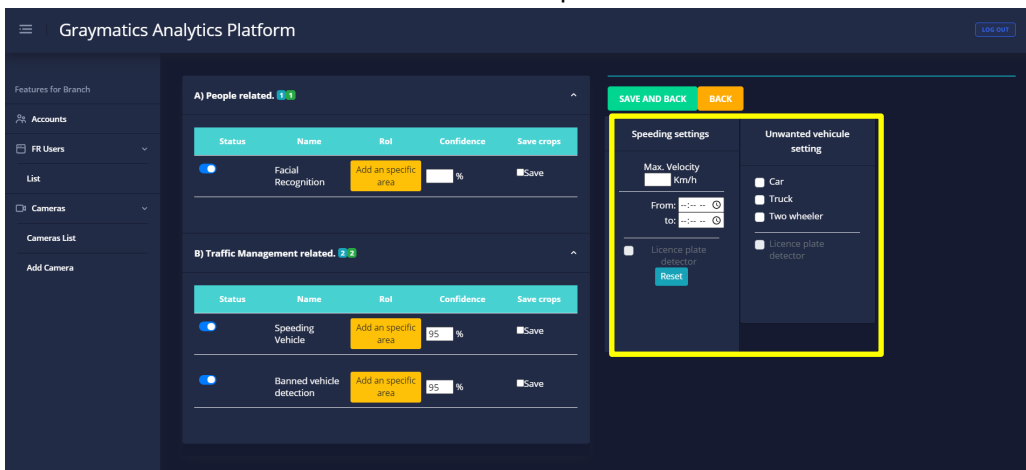 Graymatics Analytics Platform
LOG OUT
Features for Branch
Accounts
FR Users
List
Cameras
Cameras List
Add Camera
A) People related. 1 1
Status Name RoI Confidence Save crops
Facial
Recognition
Add an specific
area
%
Save
B) Traffic Management related. 2 2
Status Name RoI Confidence Save crops
Speeding
Vehicle
Add an specific
area
95 %
Save
Banned vehicle
detection
Add an specific
area
95 %
Save
SAVE AND BACK BACK
Speeding settings
Max. Velocity
Km/h
From: --:-- --
to: --:-- --
Licence plate
detector
Reset
Unwanted vehicule
setting
Car
Truck
Two wheeler
Licence plate
detector